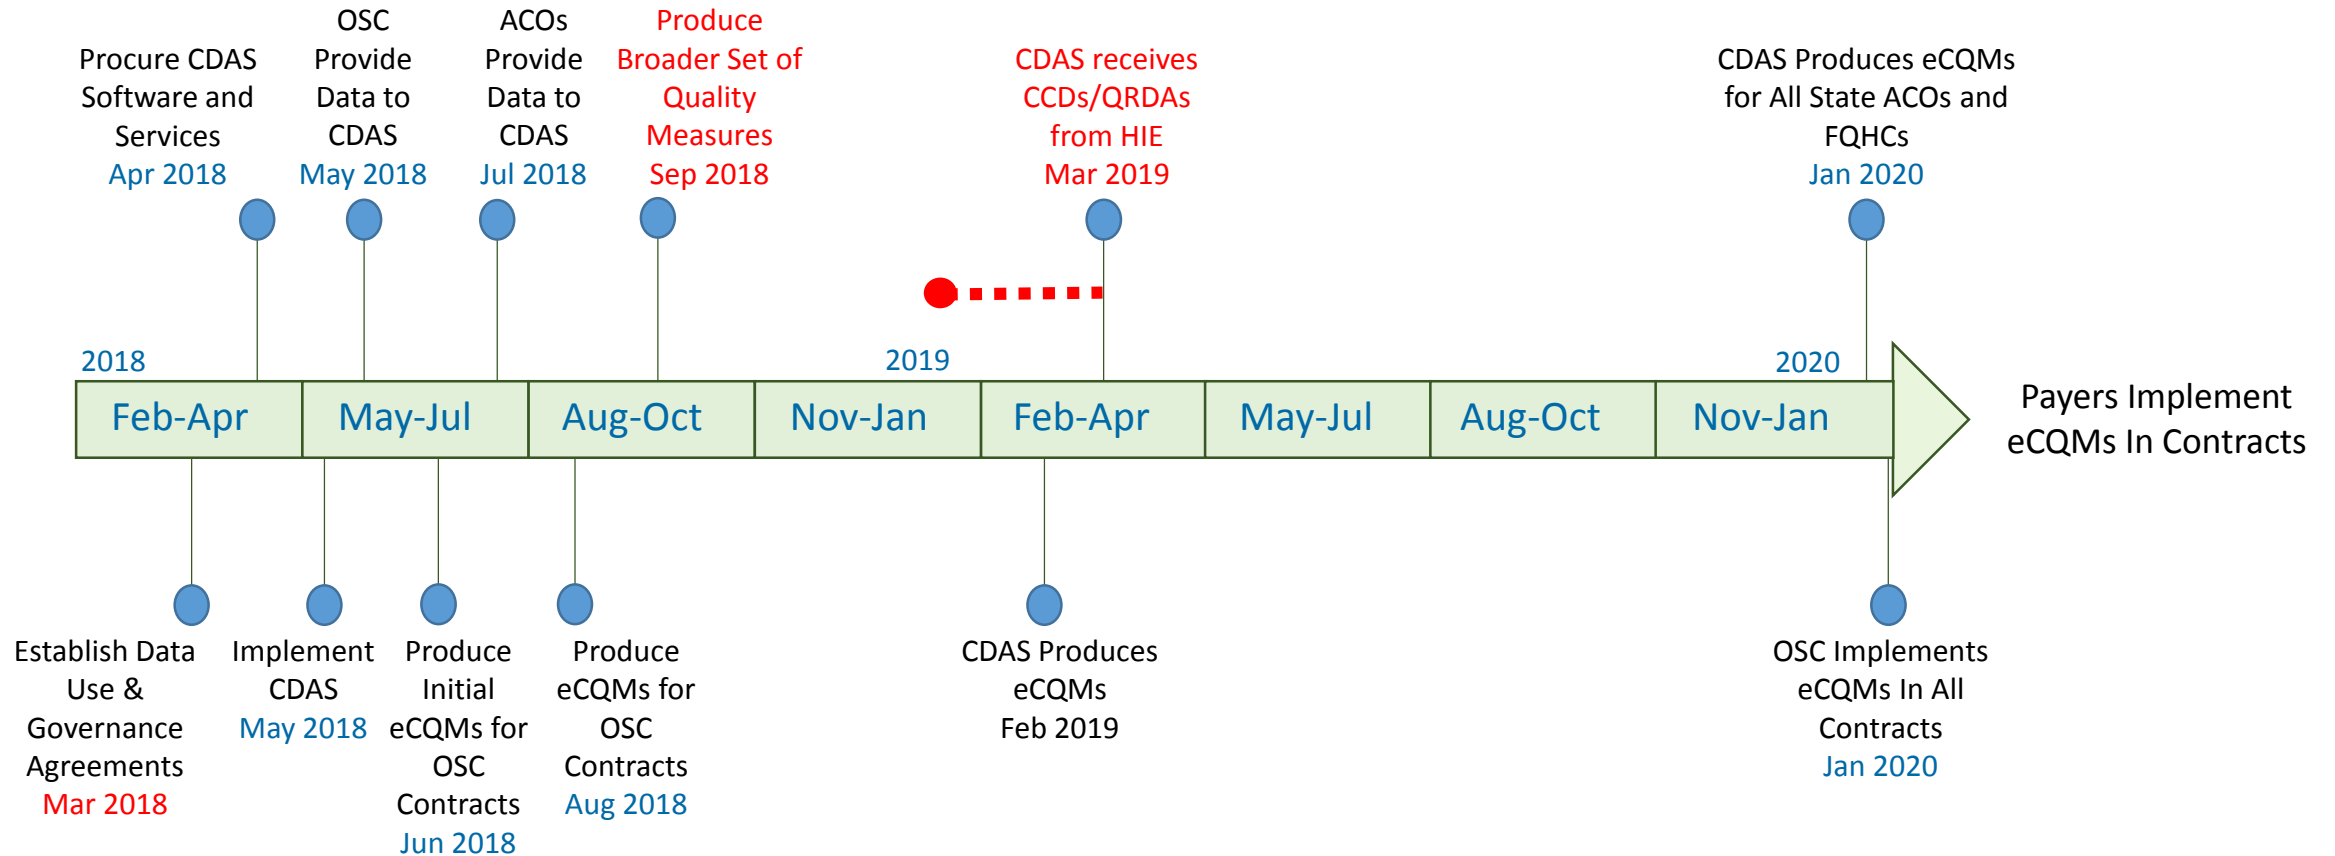 Procure CDAS
Software and
Services
Apr 2018
OSC
Provide
Data to
CDAS
May 2018
ACOs
Provide
Data to
CDAS
Jul 2018
Produce
Broader Set of
Quality
Measures
Sep 2018
CDAS receives
CCDs/QRDAs
from HIE
Mar 2019
CDAS Produces eCQMs
for All State ACOs and
FQHCs
Jan 2020
2018
2019
2020
Feb-Apr
May-Jul
Aug-Oct
Nov-Jan
Feb-Apr
May-Jul
Aug-Oct
Nov-Jan
Payers Implement
eCQMs In Contracts
Establish Data
Use &
Governance
Agreements
Mar 2018
Implement
CDAS
May 2018
Produce
Initial
eCQMs for
OSC
Contracts
Jun 2018
Produce
eCQMs for
OSC
Contracts
Aug 2018
CDAS Produces
eCQMs
Feb 2019
OSC Implements
eCQMs In All
Contracts
Jan 2020